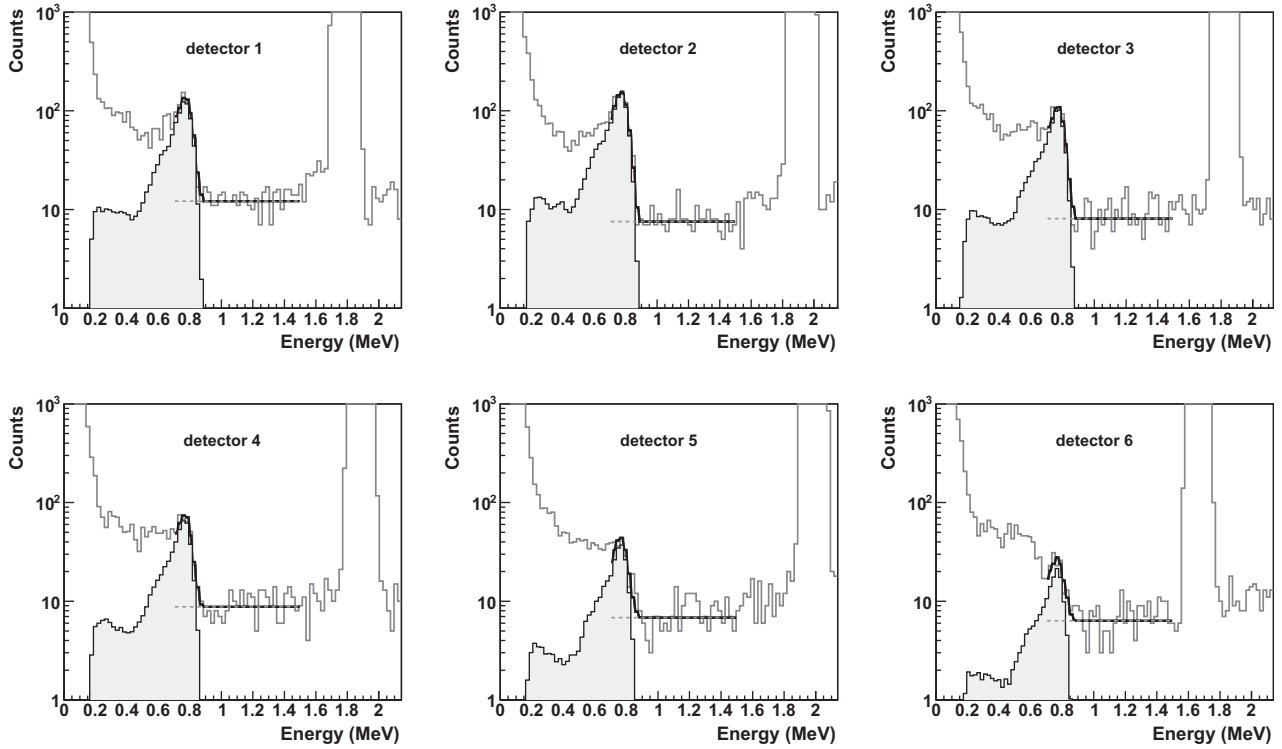 Counts
10³
10²
10
1
detector 1
0 0.2 0.4 0.6 0.8 1 1.2 1.4 1.6 1.8 2
Energy (MeV)
Counts
10³
10²
10
1
detector 2
0 0.2 0.4 0.6 0.8 1 1.2 1.4 1.6 1.8 2
Energy (MeV)
Counts
10³
10²
10
1
detector 3
0 0.2 0.4 0.6 0.8 1 1.2 1.4 1.6 1.8 2
Energy (MeV)
Counts
10³
10²
10
1
detector 4
0 0.2 0.4 0.6 0.8 1 1.2 1.4 1.6 1.8 2
Energy (MeV)
Counts
10³
10²
10
1
detector 5
0 0.2 0.4 0.6 0.8 1 1.2 1.4 1.6 1.8 2
Energy (MeV)
Counts
10³
10²
10
1
detector 6
0 0.2 0.4 0.6 0.8 1 1.2 1.4 1.6 1.8 2
Energy (MeV)